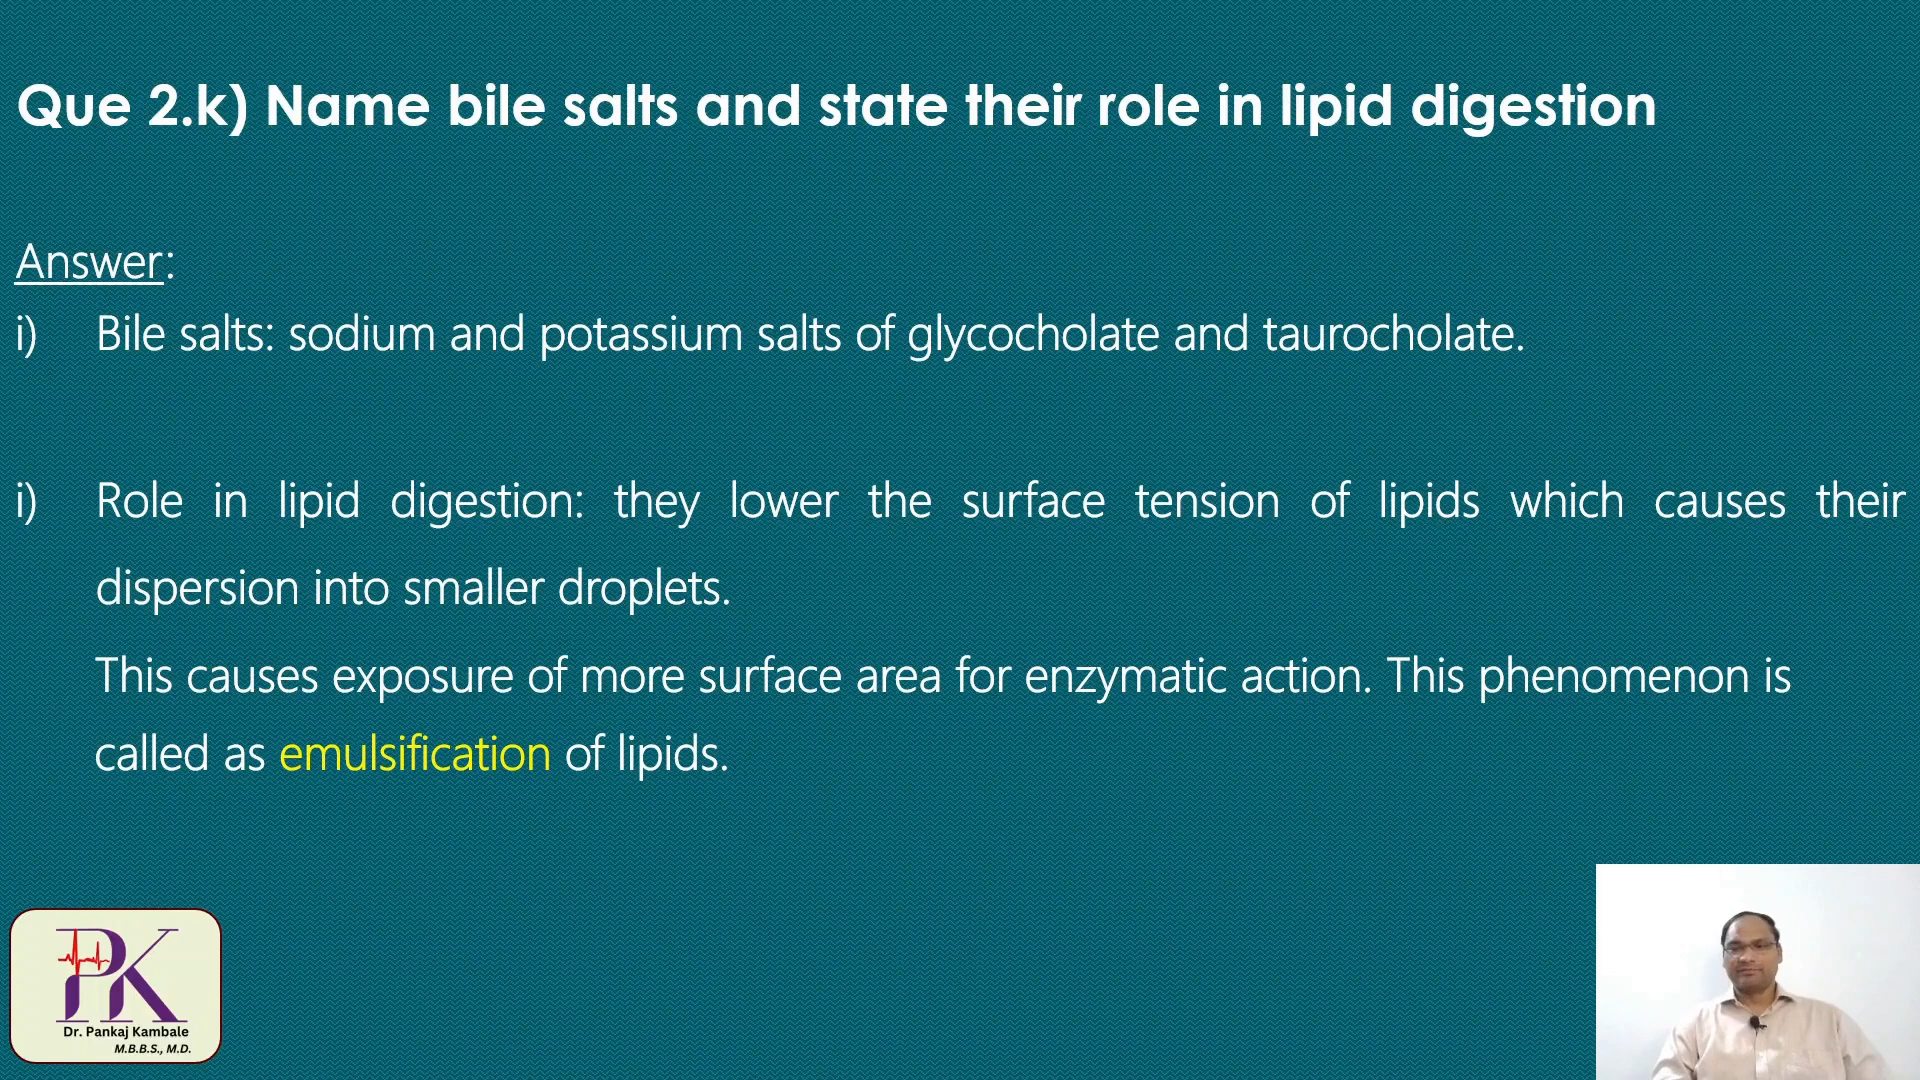 Que 2.k) Name bile salts and state their role in lipid digestion
Answer:
i) Bile salts: sodium and potassium salts of glycocholate and taurocholate.
i) Role in lipid digestion: they lower the surface tension of lipids which causes their
dispersion into smaller droplets.
This causes exposure of more surface area for enzymatic action. This phenomenon is
called as emulsification of lipids.
PK
Dr. Pankaj Kambale
M.B.B.S., M.D.